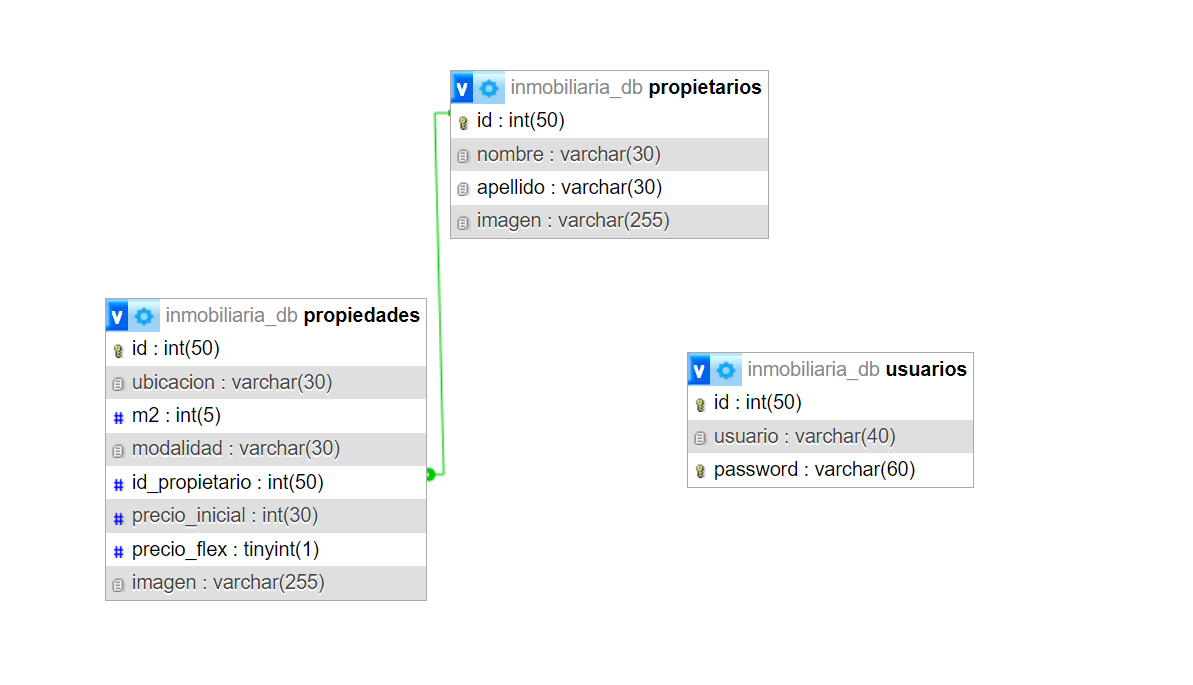 v inmobiliaria_db propietarios
id : int(50)
nombre : varchar(30)
apellido : varchar(30)
imagen : varchar(255)
v inmobiliaria_db propiedades
id : int(50)
ubicacion : varchar(30)
# m2 : int(5)
modalidad : varchar(30)
# id_propietario : int(50)
# precio_inicial : int(30)
# precio_flex : tinyint(1)
imagen : varchar(255)
v inmobiliaria_db usuarios
id : int(50)
usuario : varchar(40)
password : varchar(60)